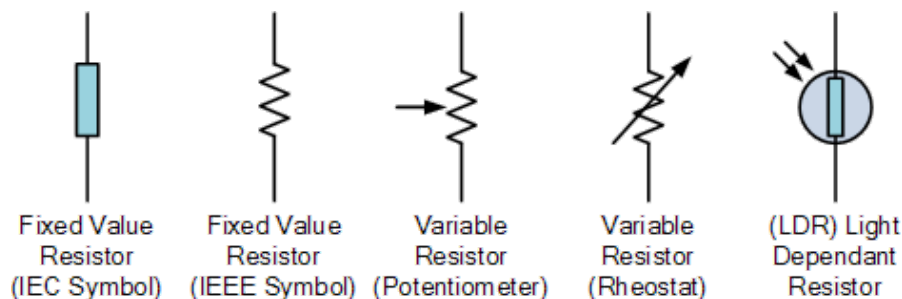 Fixed Value
Resistor
(IEC Symbol)
Fixed Value
Resistor
(IEEE Symbol)
Variable
Resistor
(Potentiometer)
Variable
Resistor
(Rheostat)
(LDR) Light
Dependant
Resistor